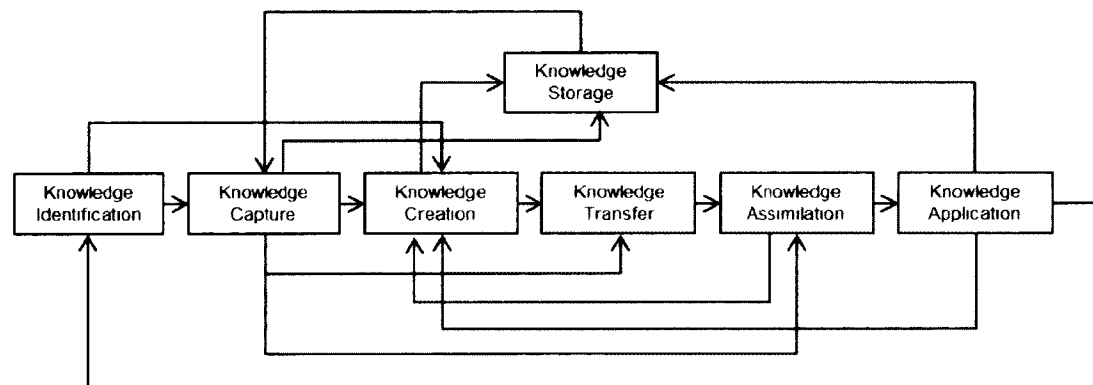 Knowledge
Storage
Knowledge
Identification
Knowledge
Capture
Knowledge
Creation
Knowledge
Transfer
Knowledge
Assimilation
Knowledge
Application